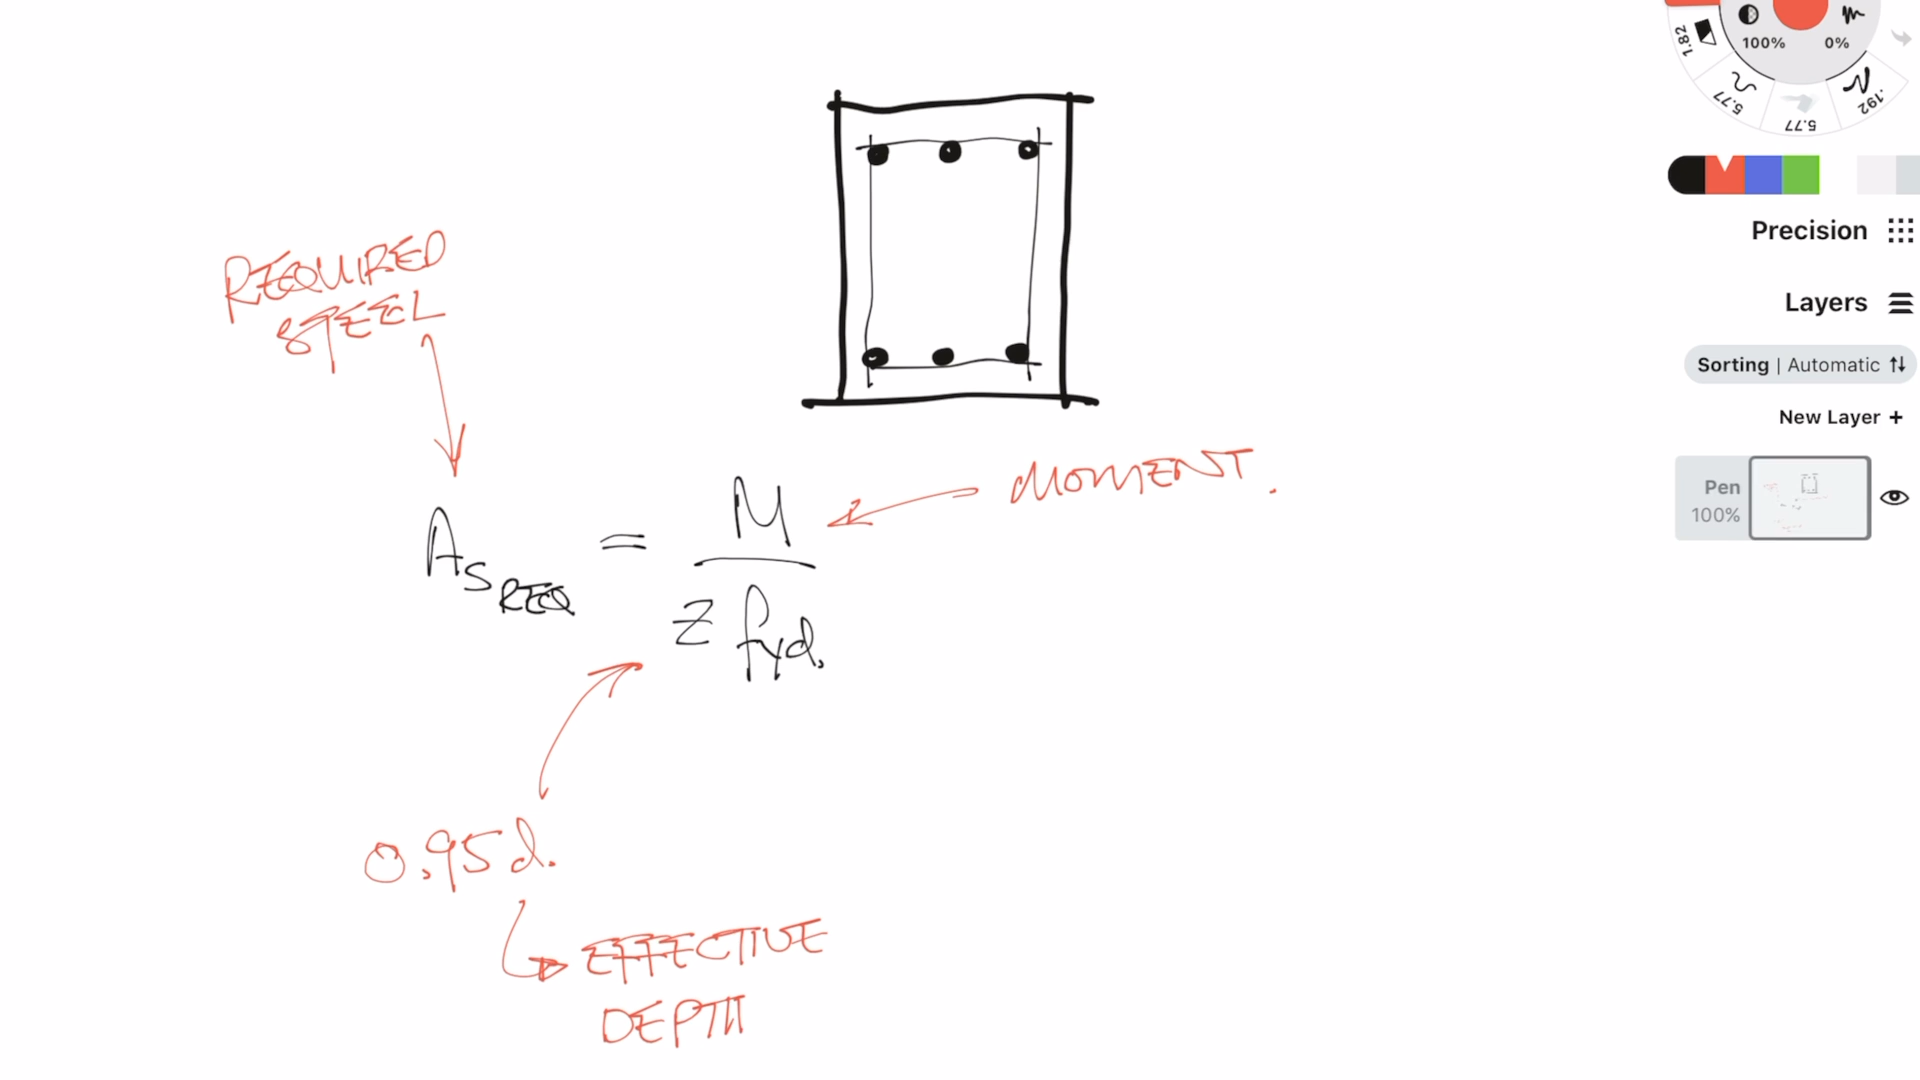 1.82
100%
0%
5.77
5.77
.192
Precision
Layers
Sorting | Automatic
New Layer +
Pen
100%
REQUIRED
STEEL
MOMENT.
As REQ = M
z fyd.
0.95d.
EFFECTIVE
DEPTH